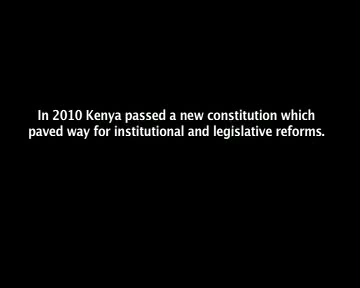 In 2010 Kenya passed a new constitution which
paved way for institutional and legislative reforms.